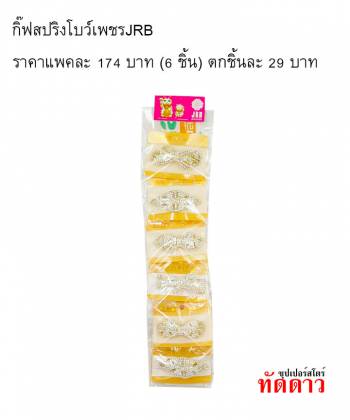 กิ๊ฟสปริงโบว์เพชรJRB
ราคาแพคละ 174 บาท (6 ชิ้น) ตกชิ้นละ 29 บาท
JRB
ซุปเปอร์สโตร์
ทัดดาว